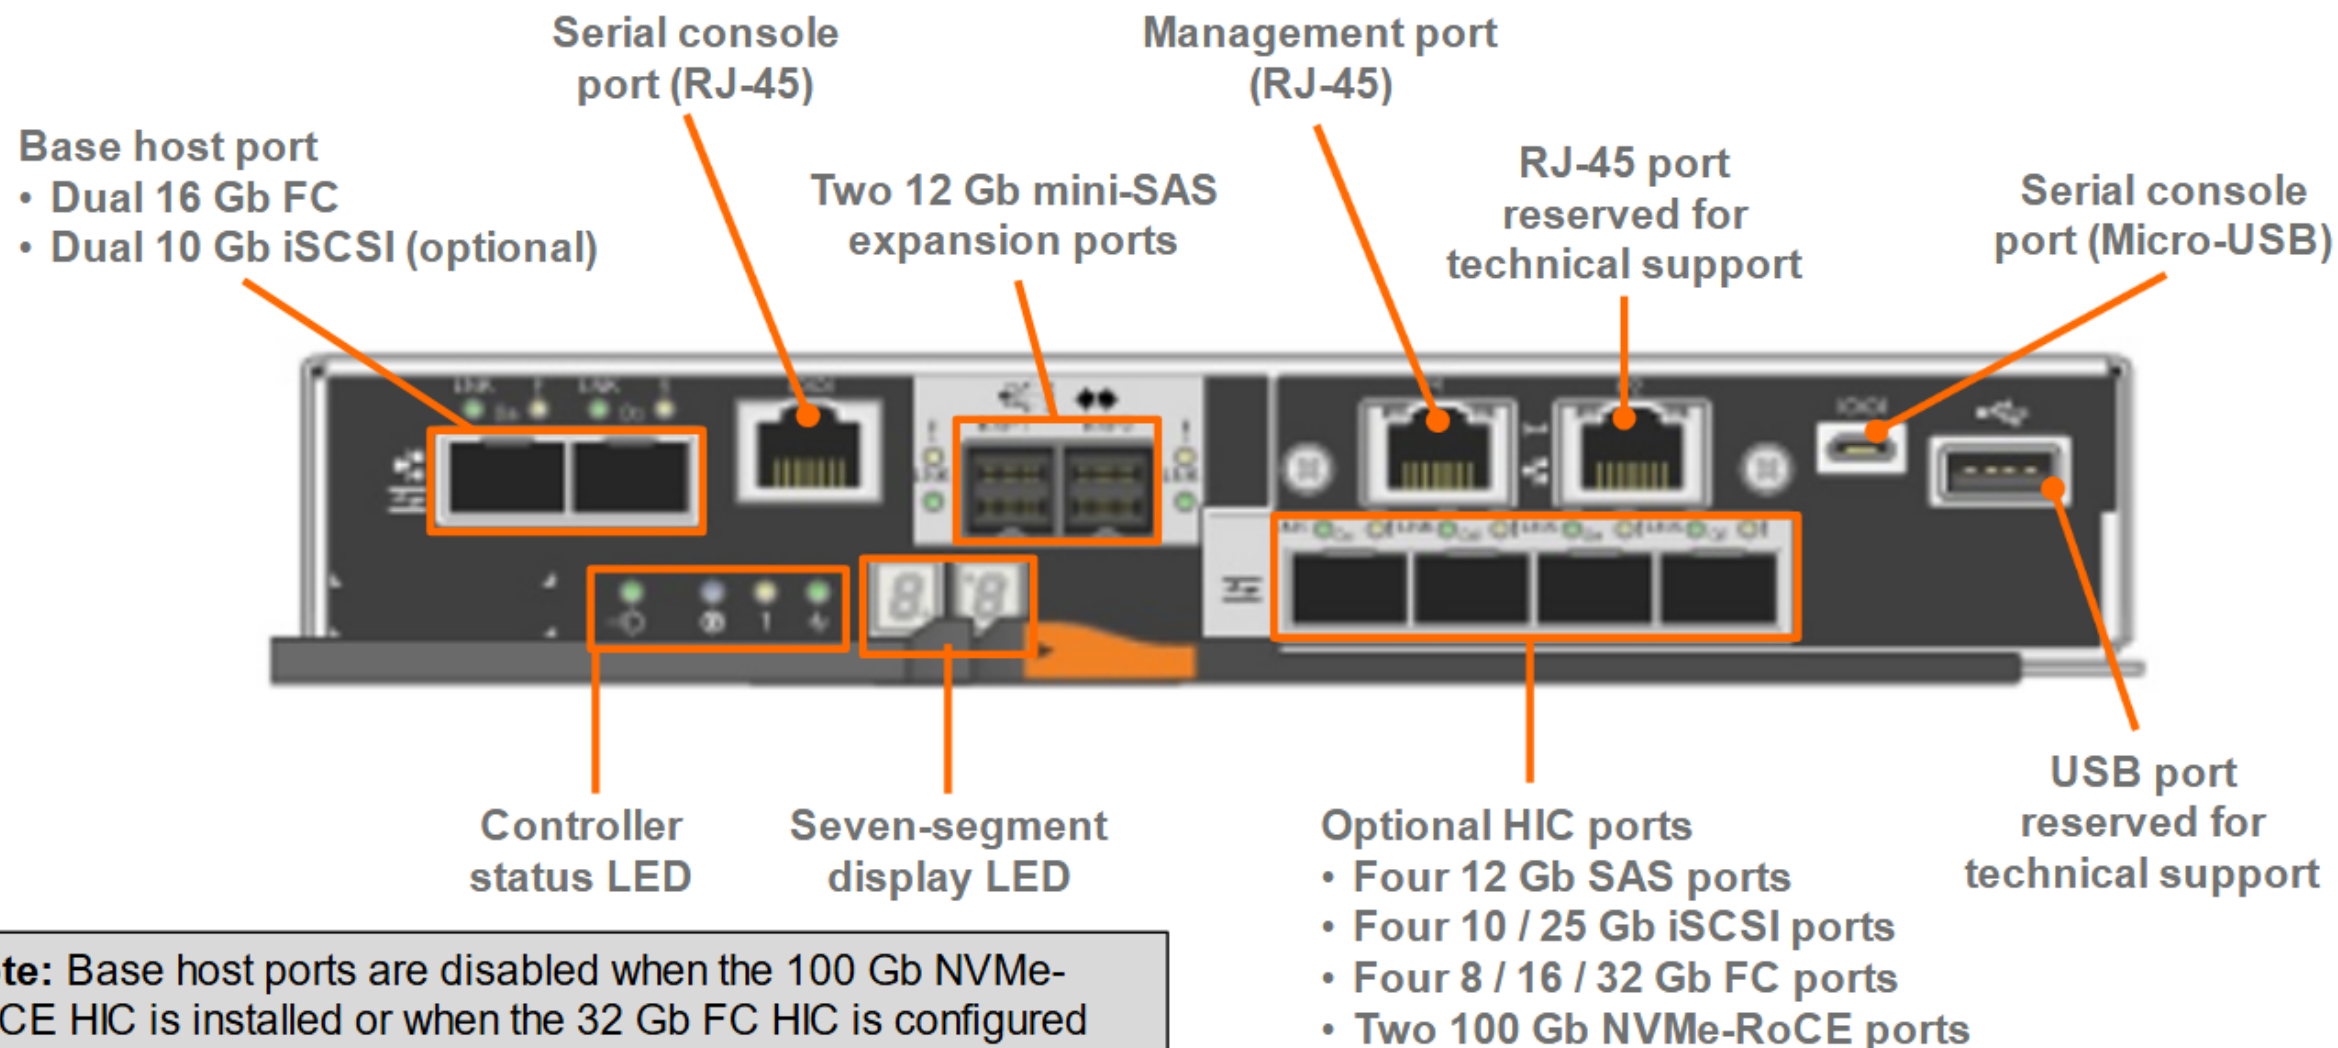 Serial console
port (RJ-45)
Management port
(RJ-45)
Base host port
• Dual 16 Gb FC
• Dual 10 Gb iSCSI (optional)
Two 12 Gb mini-SAS
expansion ports
RJ-45 port
reserved for
technical support
Serial console
port (Micro-USB)
Controller
status LED
Seven-segment
display LED
Optional HIC ports
• Four 12 Gb SAS ports
• Four 10 / 25 Gb iSCSI ports
• Four 8 / 16 / 32 Gb FC ports
• Two 100 Gb NVMe-RoCE ports
USB port
reserved for
technical support
te: Base host ports are disabled when the 100 Gb NVMe-
CE HIC is installed or when the 32 Gb FC HIC is configured